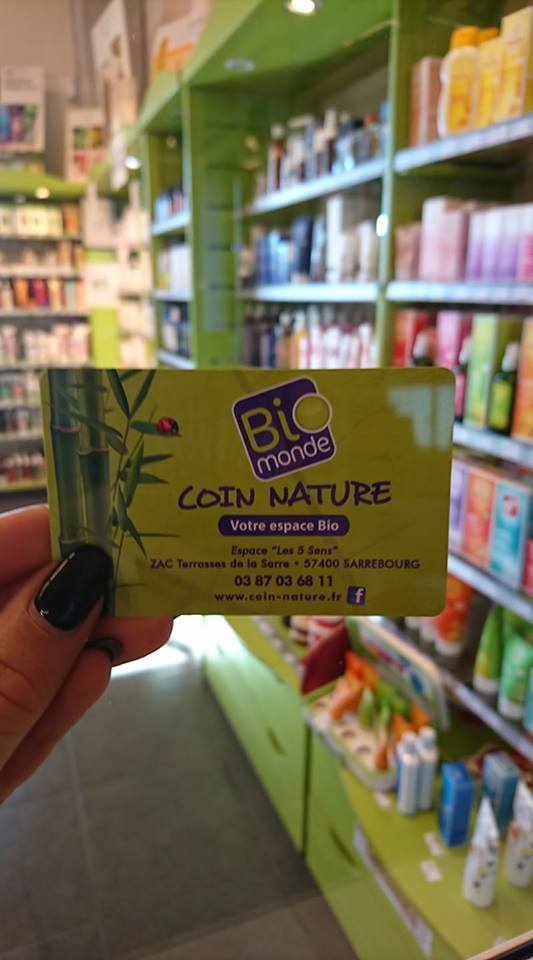 Bio
monde
COIN NATURE
Votre espace Bio
Espace "Les 5 Sens"
ZAC Terrasses de la Sarre • 57400 SARREBOURG
03 87 03 68 11
www.coin-nature.fr f